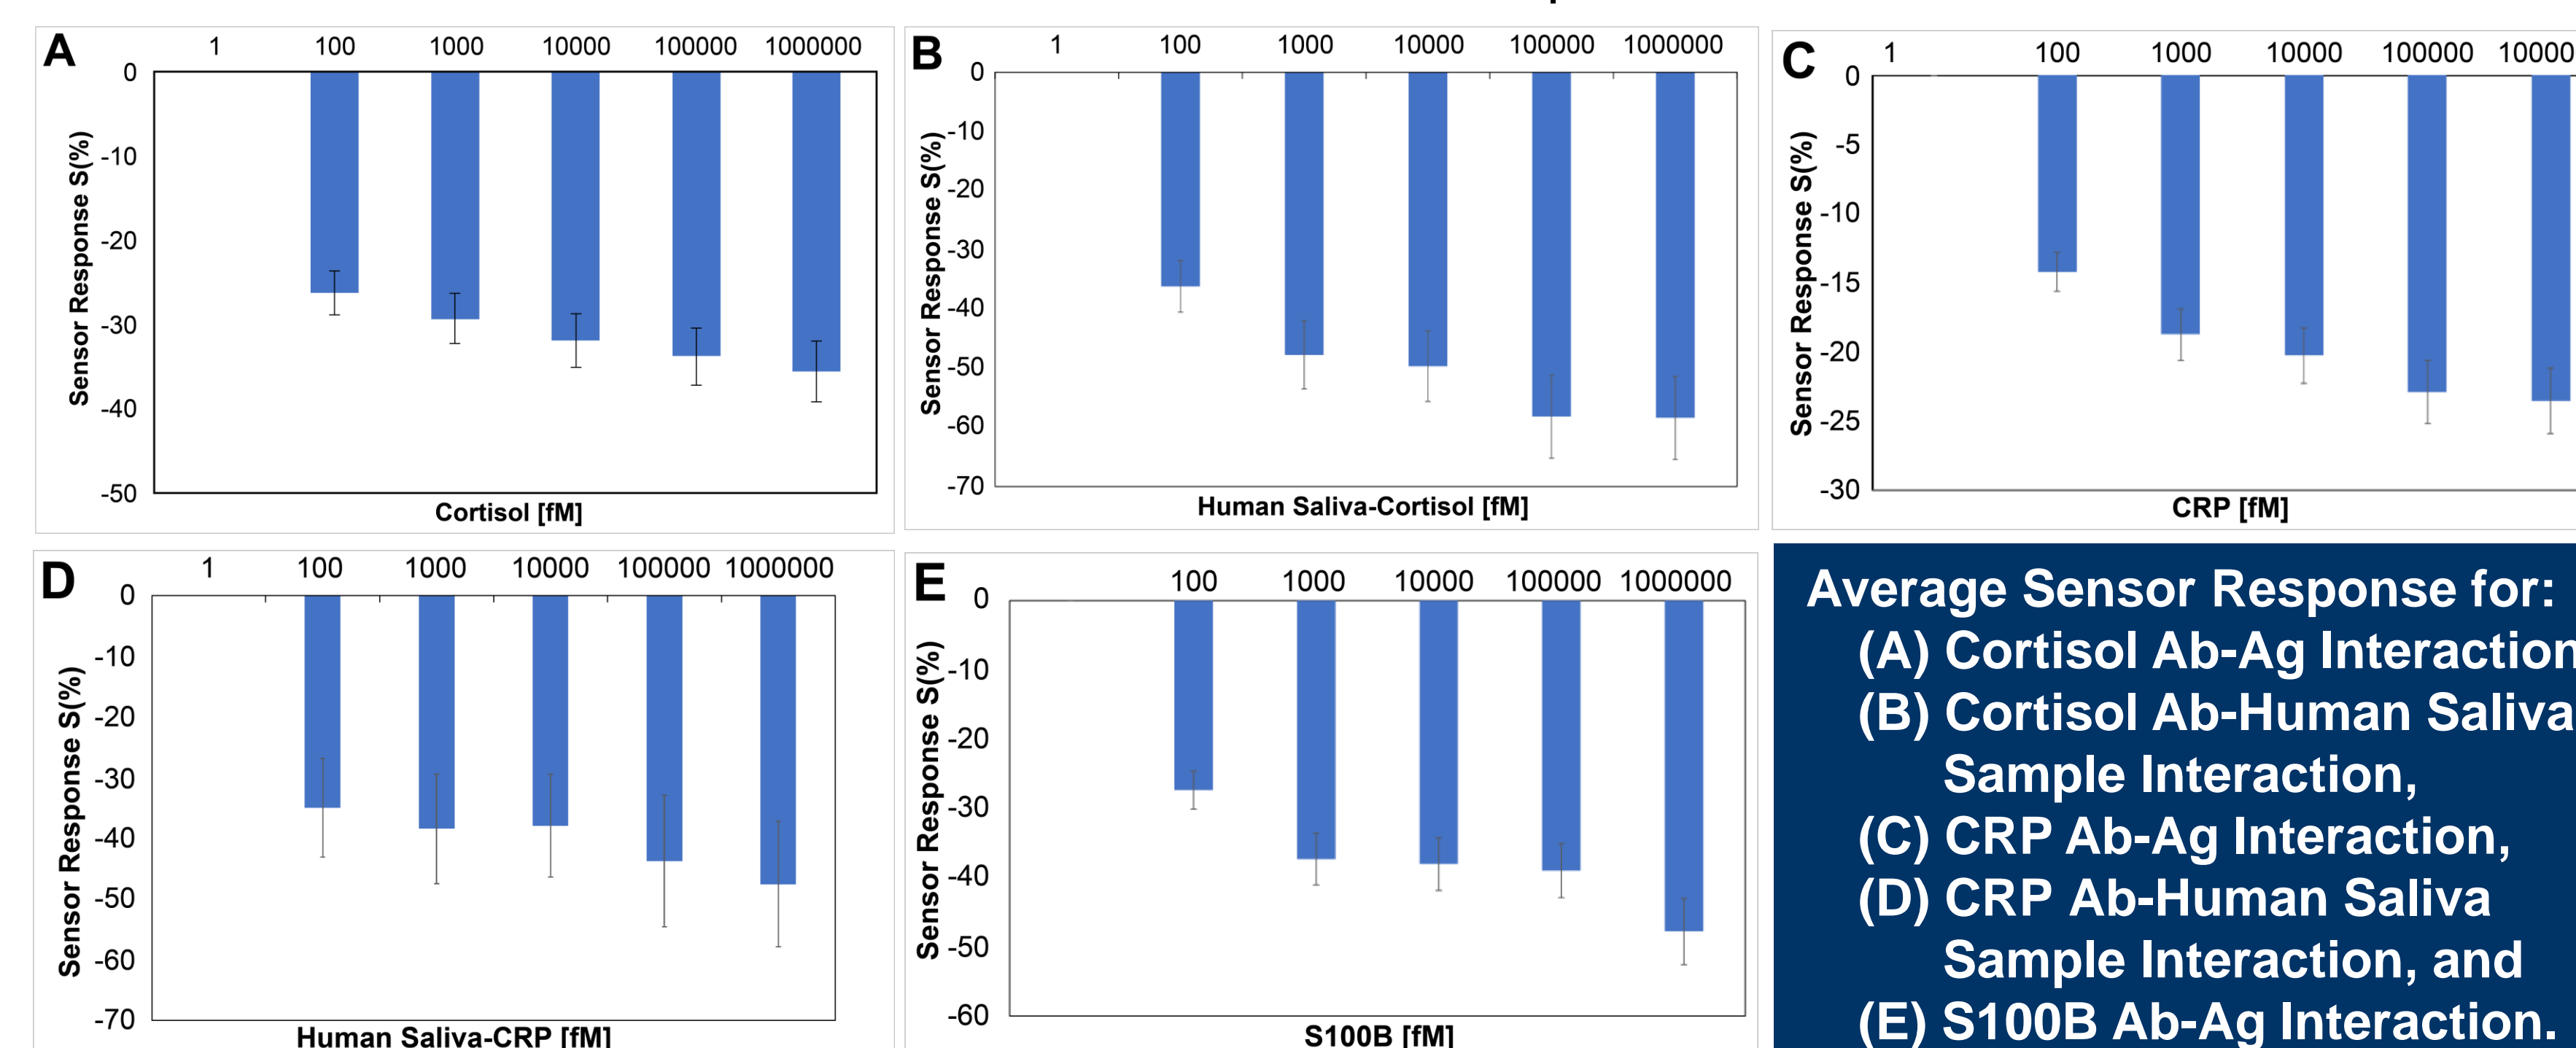 A
1 100 1000 10000 100000 1000000
0
-10
-20
-30
-40
-50
Sensor Response S(%)
Cortisol [fM]
B
1 100 1000 10000 100000 1000000
0
-10
-20
-30
-40
-50
-60
-70
Sensor Response S(%)
Human Saliva-Cortisol [fM]
C
1 100 1000 10000 100000 10000
0
-5
-10
-15
-20
-25
-30
Sensor Response S(%)
CRP [fM]
D
1 100 1000 10000 100000 1000000
0
-10
-20
-30
-40
-50
-60
-70
Sensor Response S(%)
Human Saliva-CRP [fM]
E
100 1000 10000 100000 1000000
0
-10
-20
-30
-40
-50
-60
Sensor Response S(%)
S100B [fM]
Average Sensor Response for:
(A) Cortisol Ab-Ag Interaction
(B) Cortisol Ab-Human Saliva
Sample Interaction,
(C) CRP Ab-Ag Interaction,
(D) CRP Ab-Human Saliva
Sample Interaction, and
(E) S100B Ab-Ag Interaction.